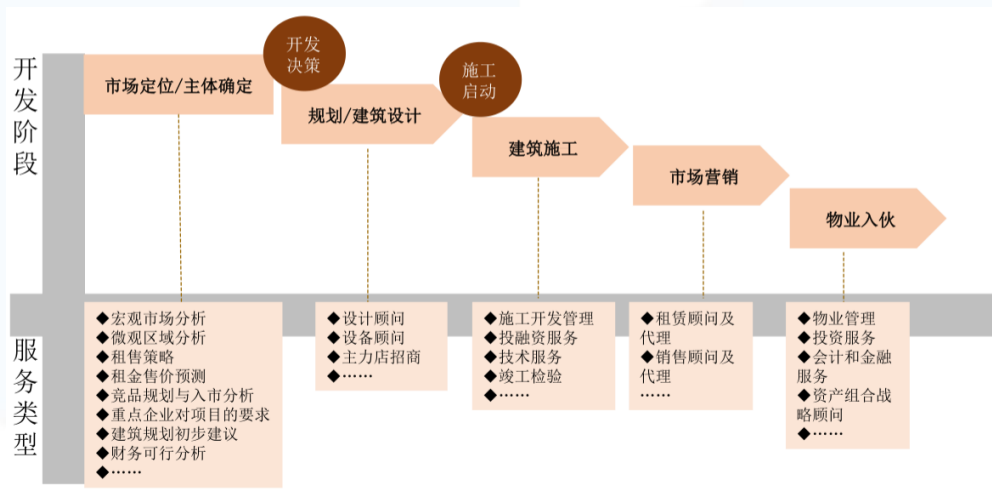 开发阶段
市场定位/主体确定
开发
决策
规划/建筑设计
施工
启动
建筑施工
市场营销
物业入伙
服务类型
◆宏观市场分析
◆微观区域分析
◆租售策略
◆租金售价预测
◆竞品规划与入市分析
◆重点企业对项目的要求
◆建筑规划初步建议
◆财务可行分析
◆……
◆设计顾问
◆设备顾问
◆主力店招商
◆……
◆施工开发管理
◆投融资服务
◆技术服务
◆竣工检验
◆……
◆租赁顾问及
代理
◆销售顾问及
代理
……
◆物业管理
◆投资服务
◆会计和金融
服务
◆资产组合战
略顾问
◆……